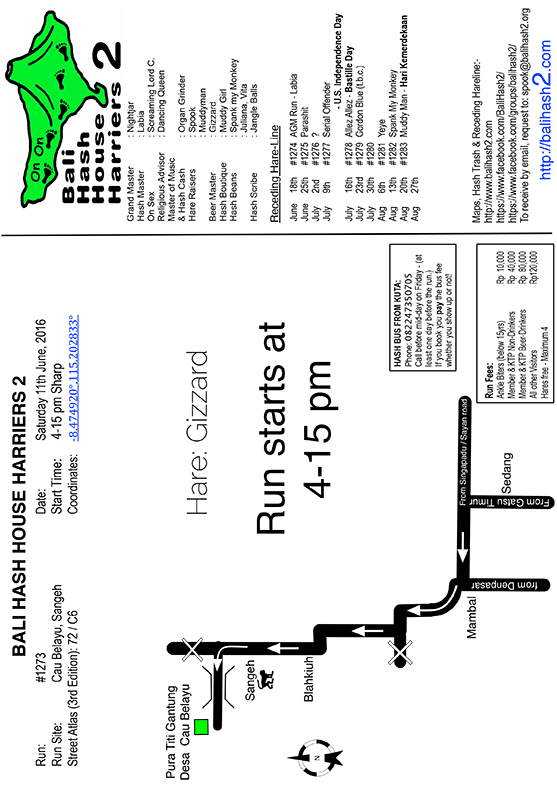 BALI HASH HOUSE HARRIERS 2
Run: #1273
Run Site: Cau Belayu, Sangeh
Street Atlas (3rd Edition): 72 / C6
Date: Saturday 11th June, 2016
Start Time: 4-15 pm Sharp
Coordinates: -8.474920°,115.202833°
Hare: Gizzard
Run starts at
4-15 pm
Pura Titi Gantung
Desa Cau Belayu
Sangeh
Blahkiuh
Mambal
Sedang
From Singapadu / Sayan road
From Gatsu Timur
from Denpasar
N
HASH BUS FROM KUTA:
Phone: 082247350705
Call before mid-day on Friday - (at
least one day before the run.)
If you book you pay the bus fee
whether you show up or not!
Run Fees:
Ankle Biters (below 15yrs) Rp 10,000
Member & KTP Non-Drinkers Rp 40,000
Member & KTP Beer-Drinkers Rp 80,000
All other Visitors Rp120,000
Hares free - Maximum 4
On On
Bali
Hash
House
Harriers 2
Grand Master : Nightjar
Hash Master : Labia
On Sex : Screaming Lord C.
Religious Advisor : Dancing Queen
Master of Music
& Hash Cash : Organ Grinder
Hare Raisers : Spook
: Muddyman
Beer Master : Gizzard
Hash Boutique : Muddy Girl
Hash Beans : Spank my Monkey
: Juliana, Vita
Hash Scribe : Jangle Balls
Receding Hare-Line
June 18th #1274 AGM Run - Labia
June 25th #1275 Parashit
July 2nd #1276 ?
July 9th #1277 Serial Offender
- U.S. Independence Day
July 16th #1278 Allez Allez - Bastille Day
July 23rd #1279 Gordon Blue (t.b.c.)
July 30th #1280
Aug 6th #1281 Yeye
Aug 13th #1282 Spank My Monkey
Aug 20th #1283 Muddy Man - Hari Kemerdekaan
Aug 27th
Maps, Hash Trash & Receding Hareline:-
http://www.balihash2.com
https://www.facebook.com/BaliHash2/
https://www.facebook.com/groups/balihash2/
To receive by email, request to: spook@balihash2.org
http://balihash2.com